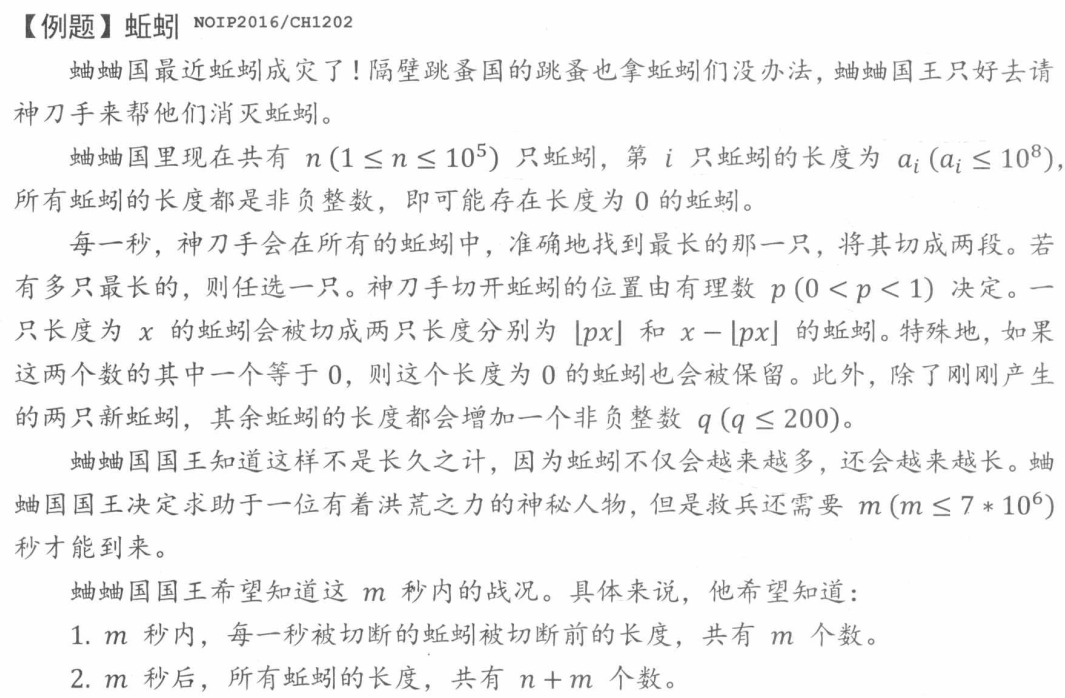 【例题】蚯蚓 NOIP2016/CH1202
蛐蛐国最近蚯蚓成灾了！隔壁跳蚤国的跳蚤也拿蚯蚓们没办法，蛐蛐国王只好去请
神刀手来帮他们消灭蚯蚓。
蛐蛐国里现在共有 n (1 ≤ n ≤ 10⁵) 只蚯蚓，第 i 只蚯蚓的长度为 aᵢ (aᵢ ≤ 10⁸)，
所有蚯蚓的长度都是非负整数，即可能存在长度为 0 的蚯蚓。
每一秒，神刀手会在所有的蚯蚓中，准确地找到最长的那一只，将其切成两段。若
有多只最长的，则任选一只。神刀手切开蚯蚓的位置由有理数 p (0 < p < 1) 决定。一
只长度为 x 的蚯蚓会被切成两只长度分别为 ⌊px⌋ 和 x − ⌊px⌋ 的蚯蚓。特殊地，如果
这两个数的其中一个等于 0，则这个长度为 0 的蚯蚓也会被保留。此外，除了刚刚产生
的两只新蚯蚓，其余蚯蚓的长度都会增加一个非负整数 q (q ≤ 200)。
蛐蛐国国王知道这样不是长久之计，因为蚯蚓不仅会越来越多，还会越来越长。蛐
蛐国国王决定求助于一位有着洪荒之力的神秘人物，但是救兵还需要 m (m ≤ 7 * 10⁶)
秒才能到来。
蛐蛐国国王希望知道这 m 秒内的战况。具体来说，他希望知道：
1. m 秒内，每一秒被切断的蚯蚓被切断前的长度，共有 m 个数。
2. m 秒后，所有蚯蚓的长度，共有 n + m 个数。